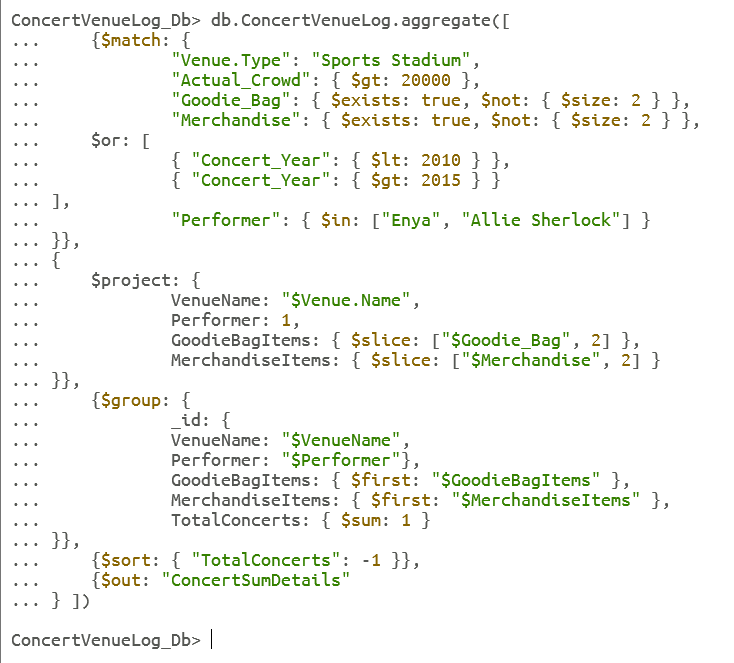 ConcertVenueLog_Db> db.ConcertVenueLog.aggregate([
...     {$match: {
...             "Venue.Type": "Sports Stadium",
...             "Actual_Crowd": { $gt: 20000 },
...             "Goodie_Bag": { $exists: true, $not: { $size: 2 } },
...             "Merchandise": { $exists: true, $not: { $size: 2 } },
...     $or: [
...             { "Concert_Year": { $lt: 2010 } },
...             { "Concert_Year": { $gt: 2015 } }
... ],
...             "Performer": { $in: ["Enya", "Allie Sherlock"] }
... }},
... {
...     $project: {
...             VenueName: "$Venue.Name",
...             Performer: 1,
...             GoodieBagItems: { $slice: ["$Goodie_Bag", 2] },
...             MerchandiseItems: { $slice: ["$Merchandise", 2] }
... }},
...     {$group: {
...             _id: {
...             VenueName: "$VenueName",
...             Performer: "$Performer"},
...             GoodieBagItems: { $first: "$GoodieBagItems" },
...             MerchandiseItems: { $first: "$MerchandiseItems" },
...             TotalConcerts: { $sum: 1 }
... }},
...     {$sort: { "TotalConcerts": -1 }},
...     {$out: "ConcertSumDetails"
... } ])
ConcertVenueLog_Db>